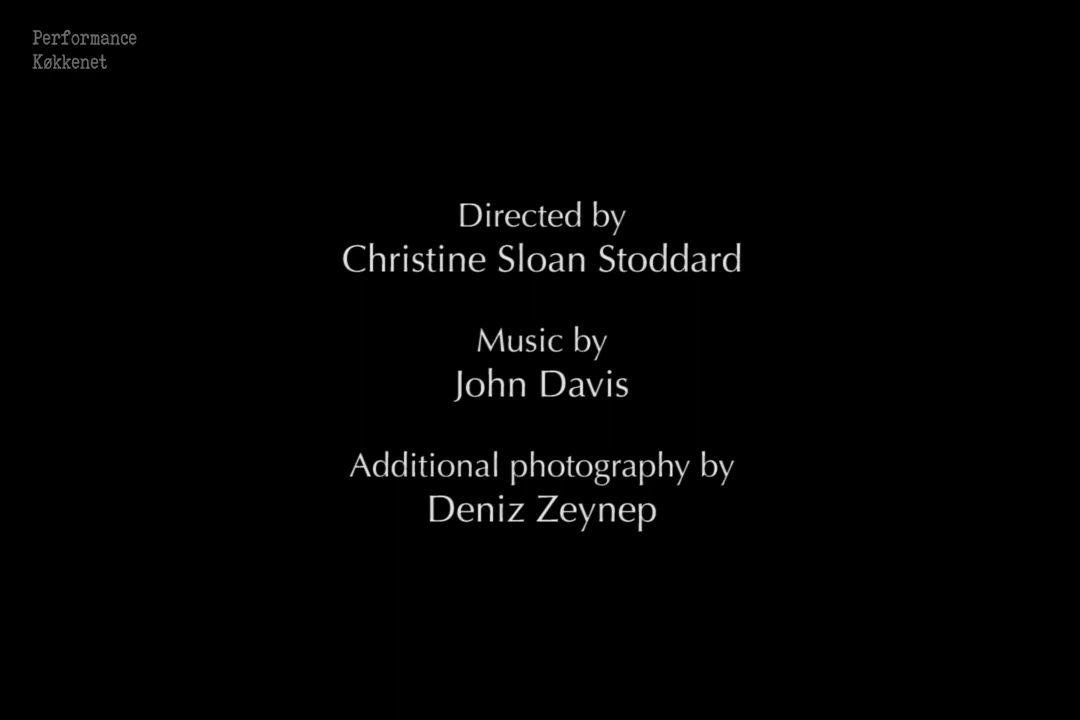 Performance
Køkkenet
Directed by
Christine Sloan Stoddard
Music by
John Davis
Additional photography by
Deniz Zeynep